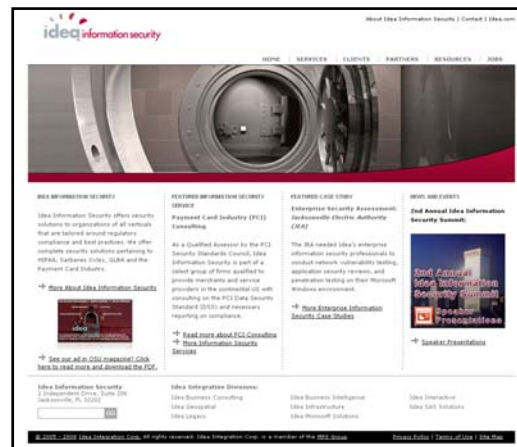 About Idea Information Security | Contact | Idea.com
idea information security
HOME SERVICES CLIENTS PARTNERS RESOURCES JOBS
IDEA INFORMATION SECURITY
Idea Information Security offers security
solutions to organizations of all verticals
that are tailored around regulatory
compliance and best practices. We offer
complete security solutions pertaining to
HIPAA, Sarbanes Oxley, GLBA and the
Payment Card Industry.
More About Idea Information Security
idea
See our ad in OSU magazine? Click
here to read more and download the PDF.
FEATURED INFORMATION SECURITY
SERVICE
Payment Card Industry (PCI)
Consulting
As a Qualified Assessor by the PCI
Security Standards Council, Idea
Information Security is part of a
select group of firms qualified to
provide merchants and service
providers in the continental US with
consulting on the PCI Data Security
Standard (DSS) and necessary
reporting on compliance.
Read more about PCI Consulting
More Information Security
Services
FEATURED CASE STUDY
Enterprise Security Assessment:
Jacksonville Electric Authority
(JEA)
The JEA needed Idea's enterprise
information security professionals to
conduct network vulnerability testing,
application security reviews, and
penetration testing on their Microsoft
Windows environment.
More Enterprise Information
Security Case Studies
NEWS AND EVENTS
2nd Annual Idea Information
Security Summit:
2nd Annual
Idea Information
Security Summit
Speaker
Presentations
Speaker Presentations
Idea Information Security
1 Independent Drive, Suite
Jacksonville, FL 32202
GO
Idea Integration Divisions:
Idea Business Consulting
Idea Geospatial
Idea Legacy
Idea Business Intelligence
Idea Infrastructure
Idea Microsoft Solutions
Idea Interactive
Idea SAS Solutions
© 2005 - 2008 Idea Integration Corp. All rights reserved. Idea Integration Corp. is a member of the MPS Group.
Privacy Policy | Terms of Use | Site Map